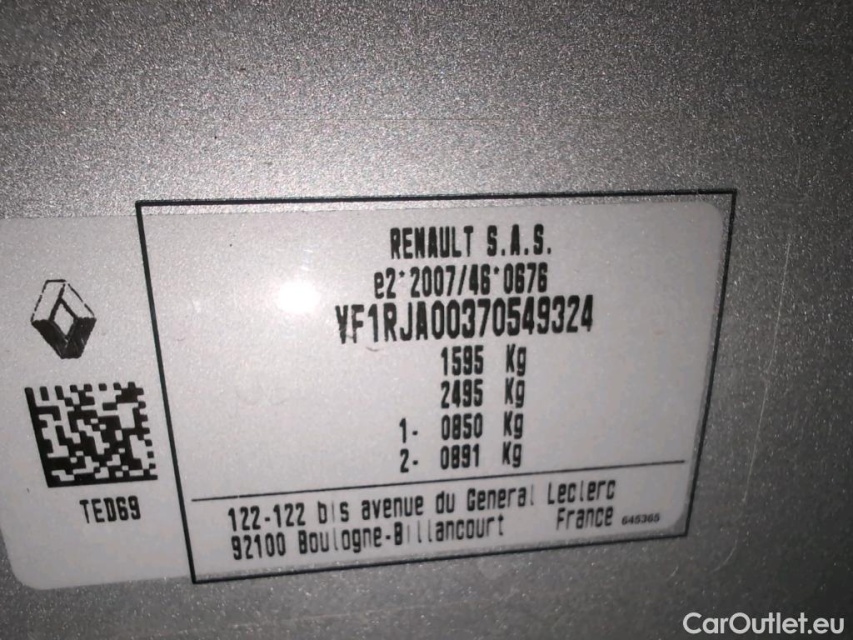 RENAULT S.A.S.
e2*2007/46*0676
VF1RJA00370549324
1595 Kg
2495 Kg
1- 0850 Kg
2- 0891 Kg
TED69
122-122 bis avenue du General Leclerc
92100 Boulogne-Billancourt France 645365
CarOutlet.eu